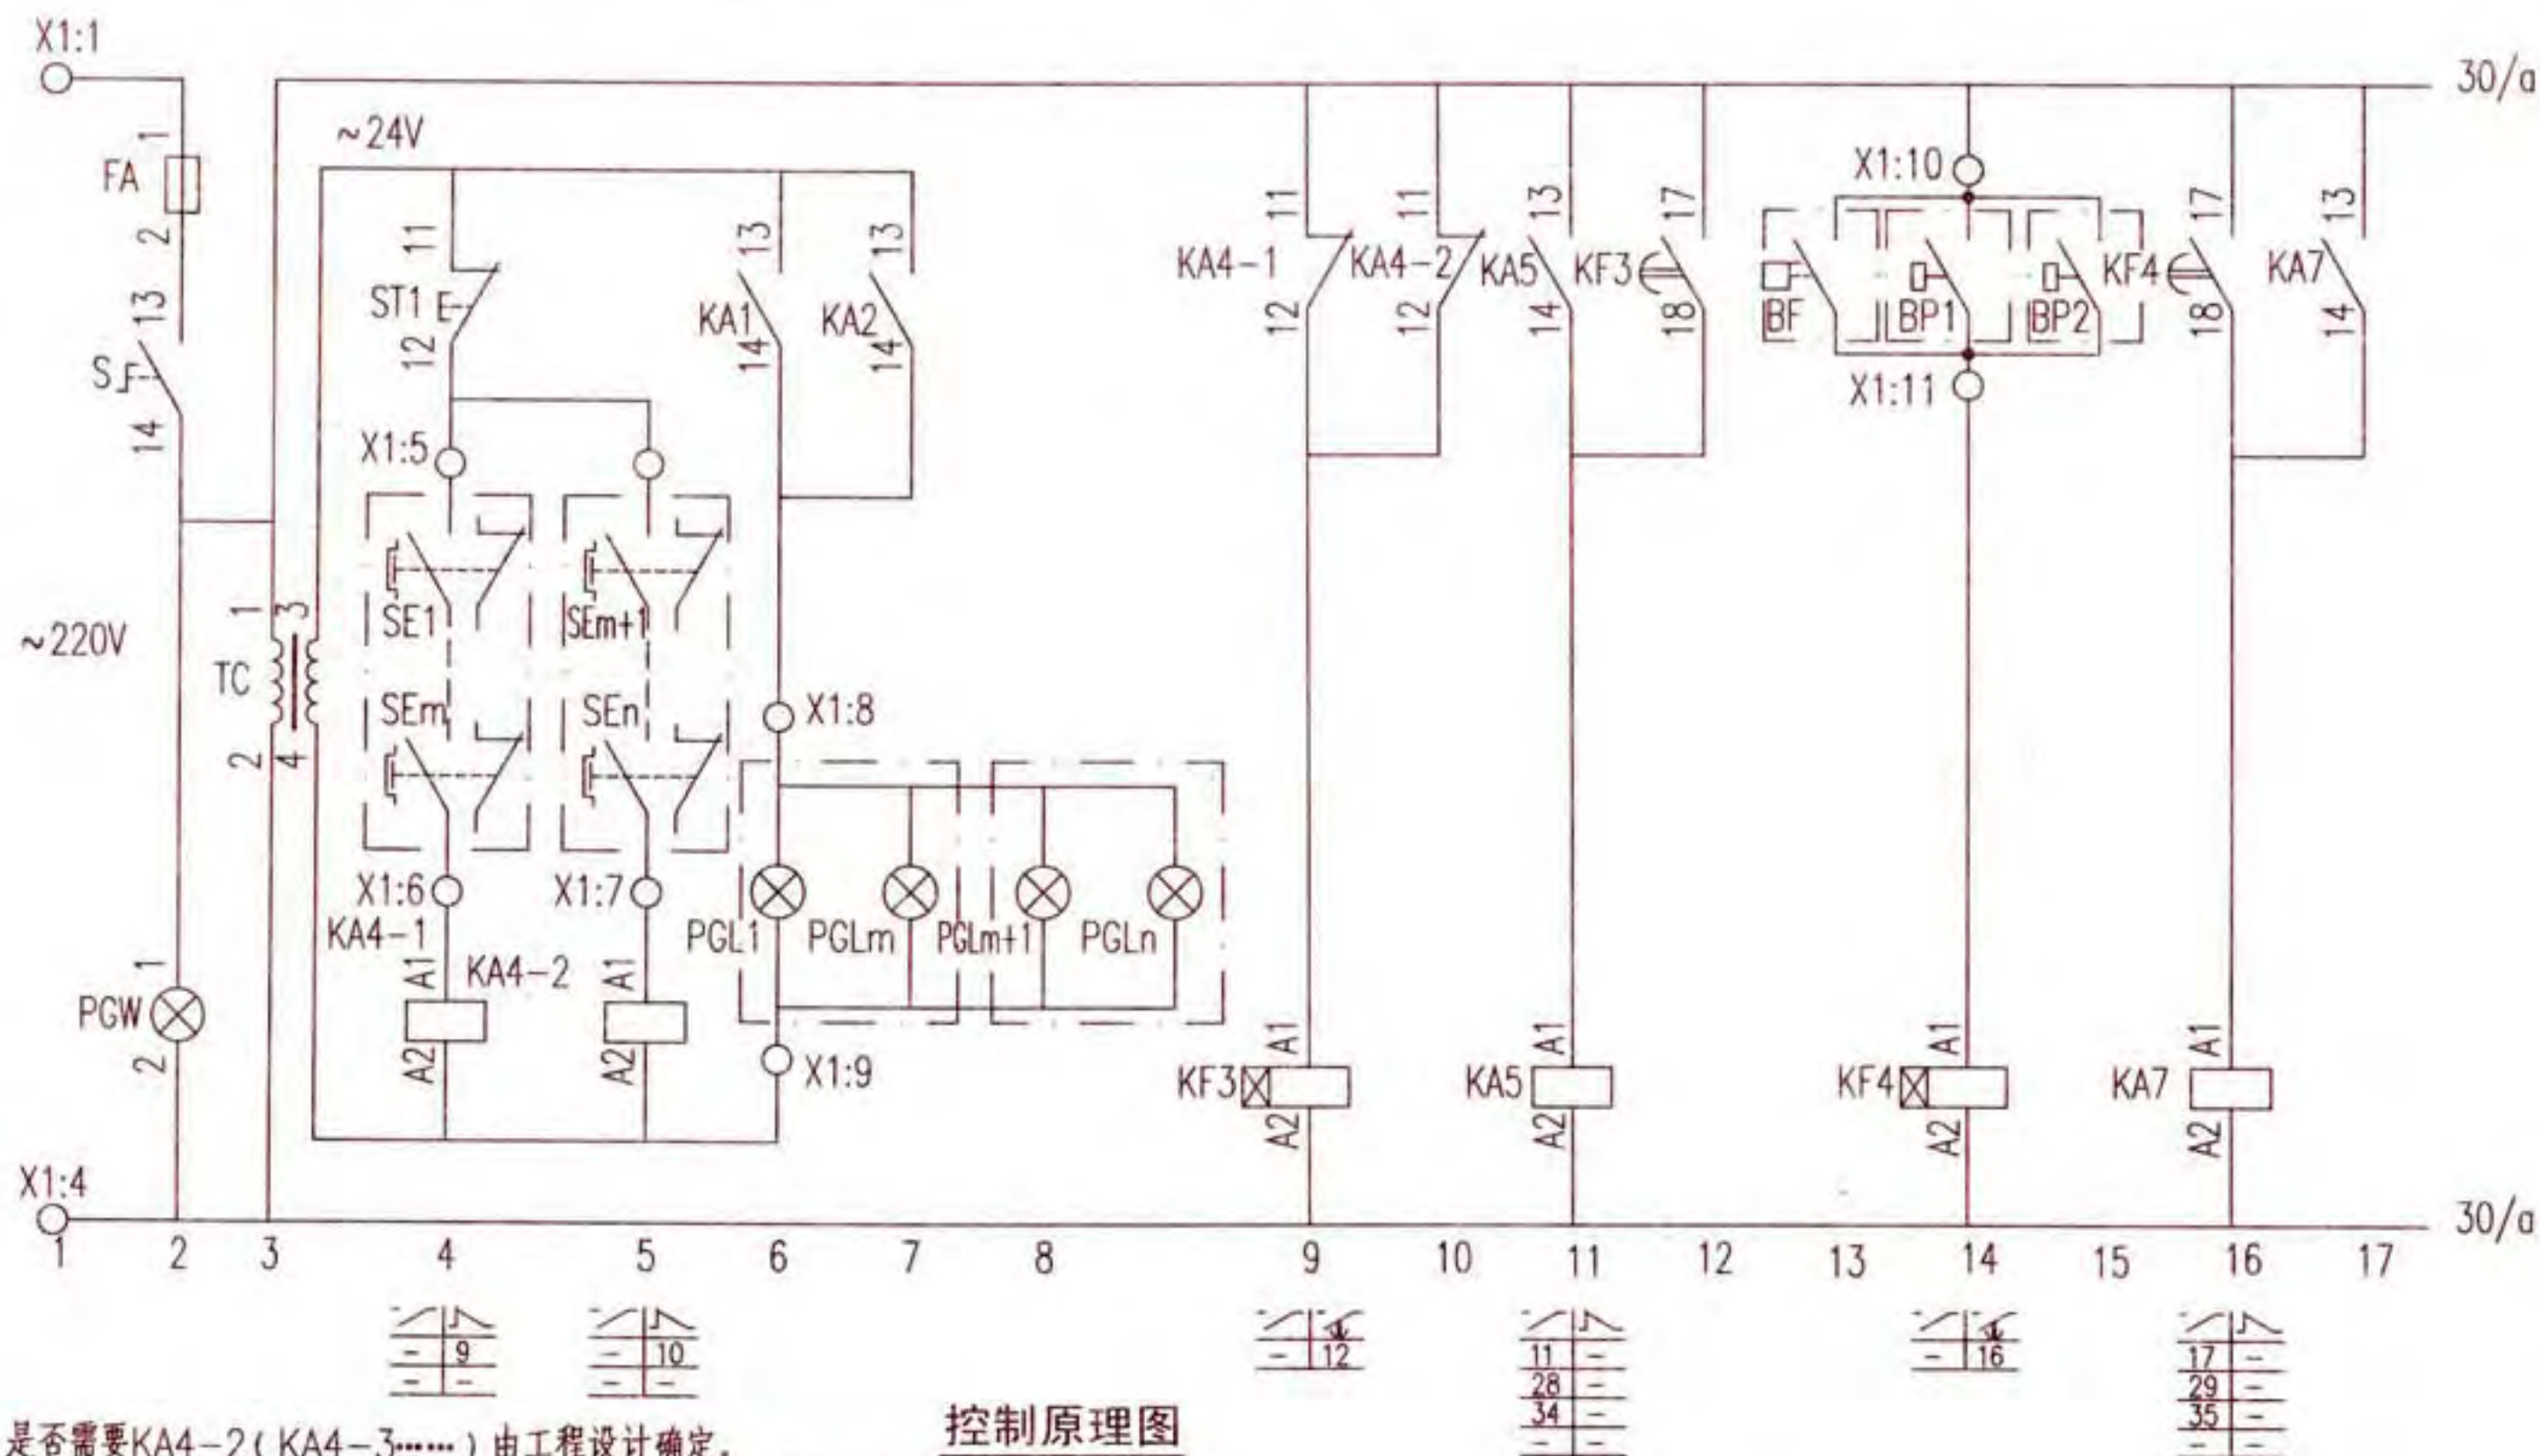 X1:1
30/a
~24V
1
FA
2
X1:10
11
ST1
12
13
KA1
14
13
KA2
14
11
KA4-1
12
11
KA4-2
12
13
KA5
14
17
KF3
18
BF
BP1
BP2
17
KF4
18
13
KA7
14
13
S
14
X1:11
X1:5
~220V
1
3
TC
2
4
SE1
SEm+1
SEm
SEn
X1:8
X1:6
X1:7
KA4-1
A1
A2
KA4-2
A1
A2
PGL1
PGLm
PGLm+1
PGLn
X1:9
1
PGW
2
KF3
A1
A2
KA5
A1
A2
KF4
A1
A2
KA7
A1
A2
X1:4
30/a
1 2 3 4 5 6 7 8 9 10 11 12 13 14 15 16 17
- 9
- -
- 10
- -
- 12
11 -
28 -
34 -
- -
- 16
17 -
29 -
35 -
- -
控制原理图
是否需要KA4-2(KA4-3……)由工程设计确定。